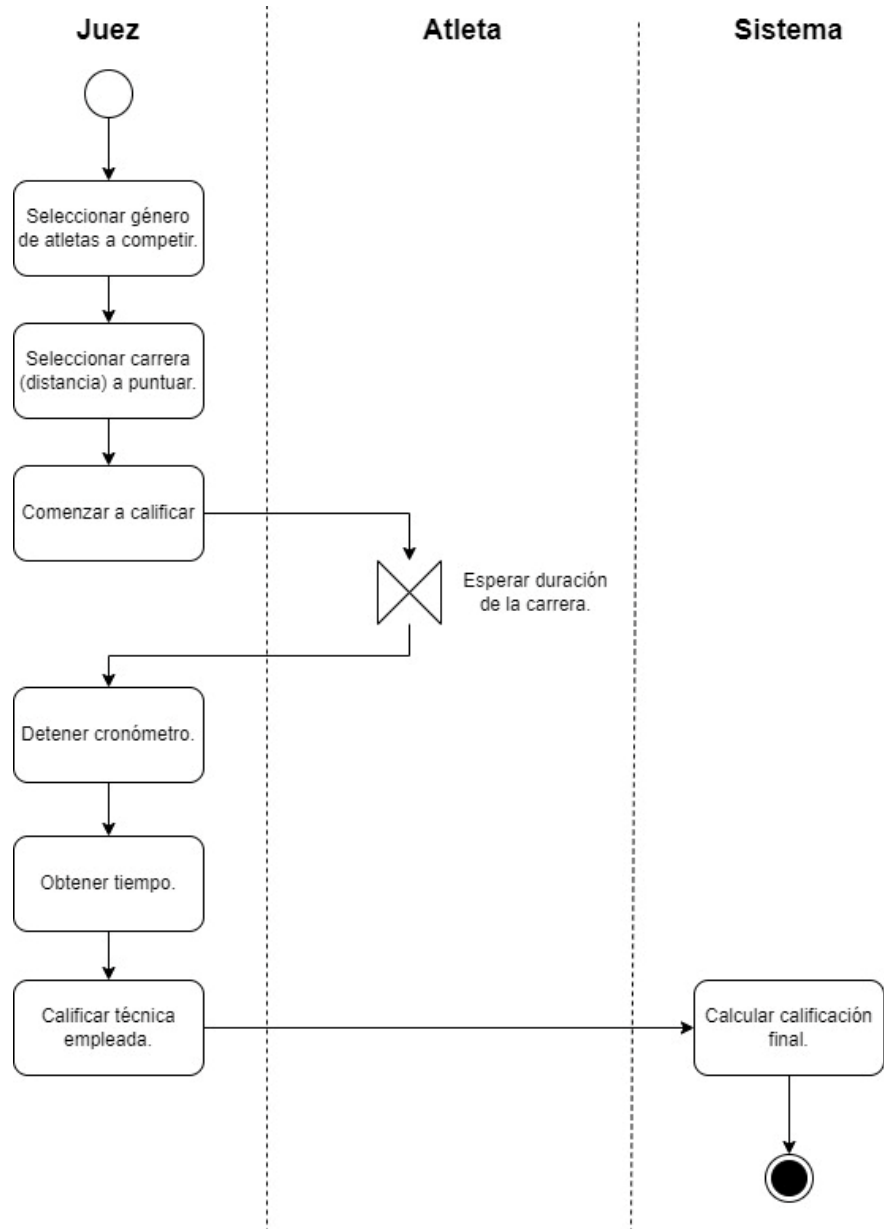 Juez
Atleta
Sistema
Seleccionar género
de atletas a competir.
Seleccionar carrera
(distancia) a puntuar.
Comenzar a calificar
Esperar duración
de la carrera.
Detener cronómetro.
Obtener tiempo.
Calificar técnica
empleada.
Calcular calificación
final.